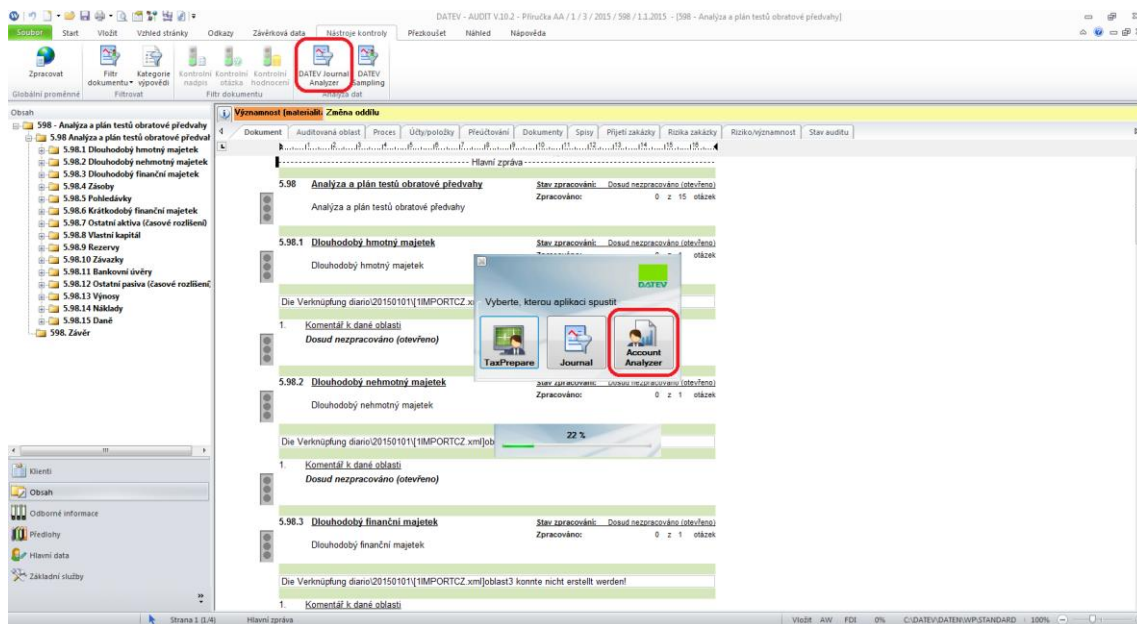 DATEV - AUDIT V.10.2 - Příručka AA / 1 / 3 / 2015 / 598 / 1.1.2015 - [598 - Analýza a plán testů obratové předvahy]
Soubor Start Vložit Vzhled stránky Odkazy Závěrková data Nástroje kontroly Přezkoušet Náhled Nápověda
Zpracovat
Filtr dokumentu
Kategorie výpovědi
Kontrolní nadpis
Kontrolní otázka
Kontrolní hodnocení
DATEV Journal Analyzer
DATEV Sampling
Globální proměnné Filtrovat Filtr dokumentu Analýza dat
Obsah
598 - Analýza a plán testů obratové předvahy
5.98 Analýza a plán testů obratové předvah
5.98.1 Dlouhodobý hmotný majetek
5.98.2 Dlouhodobý nehmotný majetek
5.98.3 Dlouhodobý finanční majetek
5.98.4 Zásoby
5.98.5 Pohledávky
5.98.6 Krátkodobý finanční majetek
5.98.7 Ostatní aktiva (časové rozlišení)
5.98.8 Vlastní kapitál
5.98.9 Rezervy
5.98.10 Závazky
5.98.11 Bankovní úvěry
5.98.12 Ostatní pasiva (časové rozlišení
5.98.13 Výnosy
5.98.14 Náklady
5.98.15 Daně
598. Závěr
Klienti
Obsah
Odborné informace
Předlohy
Hlavní data
Základní služby
Významnost (materialit Změna oddílu
Dokument Auditovaná oblast Proces Účty/položky Přeúčtování Dokumenty Spisy Přijetí zakázky Rizika zakázky Riziko/významnost Stav auditu
Hlavní zpráva
5.98 Analýza a plán testů obratové předvahy Stav zpracování: Dosud nezpracováno (otevřeno)
Zpracováno: 0 z 15 otázek
Analýza a plán testů obratové předvahy
5.98.1 Dlouhodobý hmotný majetek Stav zpracování: Dosud nezpracováno (otevřeno)
otázek
Dlouhodobý hmotný majetek
Die Verknüpfung diario\20150101\[1IMPORTCZ.x
1. Komentář k dané oblasti
Dosud nezpracováno (otevřeno)
DATEV
Vyberte, kterou aplikaci spustit
TaxPrepare
Journal
Account Analyzer
5.98.2 Dlouhodobý nehmotný majetek Stav zpracování: Dosud nezpracováno (otevřeno)
Zpracováno: 0 z 1 otázek
Dlouhodobý nehmotný majetek
Die Verknüpfung diario\20150101\[1IMPORTCZ.xml]ob
22 %
1. Komentář k dané oblasti
Dosud nezpracováno (otevřeno)
5.98.3 Dlouhodobý finanční majetek Stav zpracování: Dosud nezpracováno (otevřeno)
Zpracováno: 0 z 1 otázek
Dlouhodobý finanční majetek
Die Verknüpfung diario\20150101\[1IMPORTCZ.xml]oblast3 konnte nicht erstellt werden!
1. Komentář k dané oblasti
Strana 1 (1/4) Hlavní zpráva Vložit AW FDI 0% C:\DATEV\DATEN\WP\STANDARD 100%